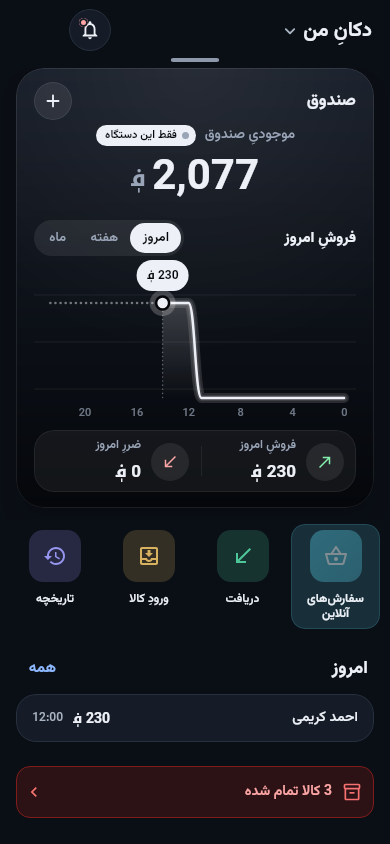 دکانِ من
صندوق
موجودیِ صندوق فقط این دستگاه
2,077 ؋
فروشِ امروز
امروز هفته ماه
230 ؋
0 4 8 12 16 20
فروشِ امروز
230 ؋
ضررِ امروز
0 ؋
سفارش‌های آنلاین
دریافت
ورودِ کالا
تاریخچه
امروز همه
احمد کریمی 230 ؋ 12:00
3 کالا تمام شده